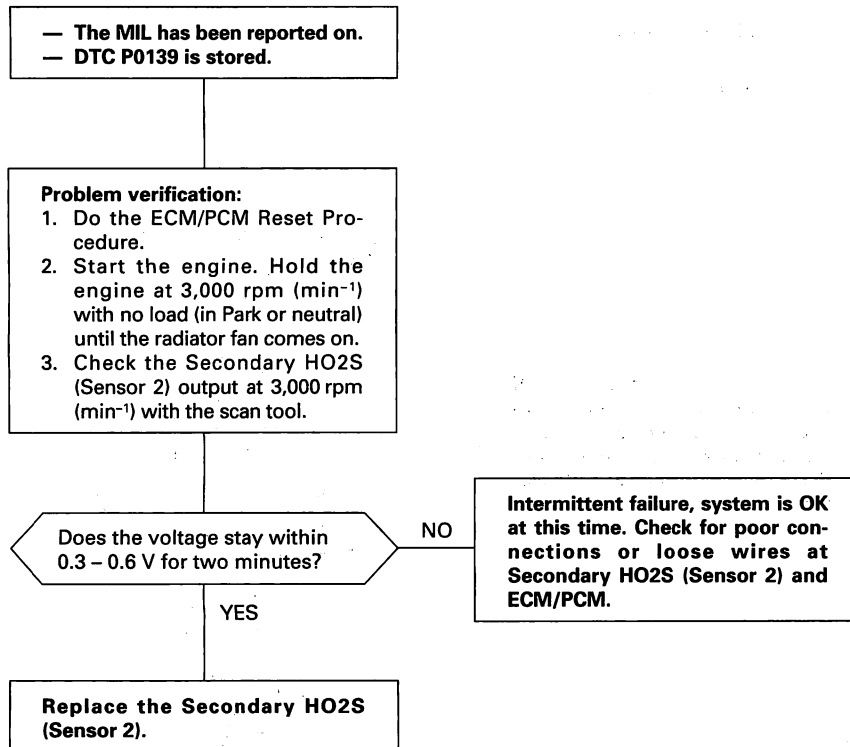 — The MIL has been reported on.
— DTC P0139 is stored.
Problem verification:
1. Do the ECM/PCM Reset Pro-
cedure.
2. Start the engine. Hold the
engine at 3,000 rpm (min⁻¹)
with no load (in Park or neutral)
until the radiator fan comes on.
3. Check the Secondary HO2S
(Sensor 2) output at 3,000 rpm
(min⁻¹) with the scan tool.
Does the voltage stay within
0.3 – 0.6 V for two minutes?
NO
Intermittent failure, system is OK
at this time. Check for poor con-
nections or loose wires at
Secondary HO2S (Sensor 2) and
ECM/PCM.
YES
Replace the Secondary HO2S
(Sensor 2).